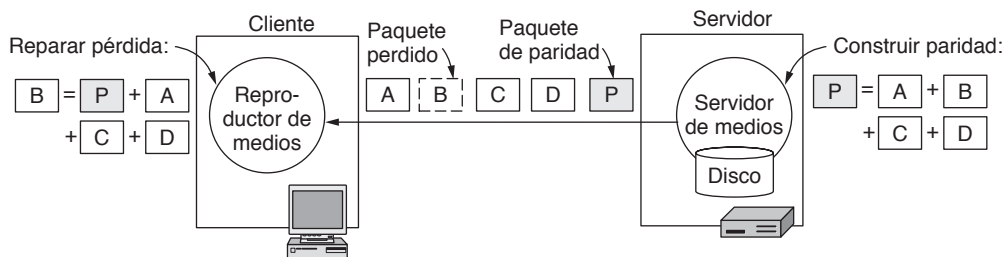 Cliente
Servidor
Reparar pérdida:
Paquete
perdido
Paquete
de paridad
Construir paridad:
B = P + A
+ C + D
Repro-
ductor de
medios
A B C D P
Servidor
de medios
Disco
P = A + B
+ C + D